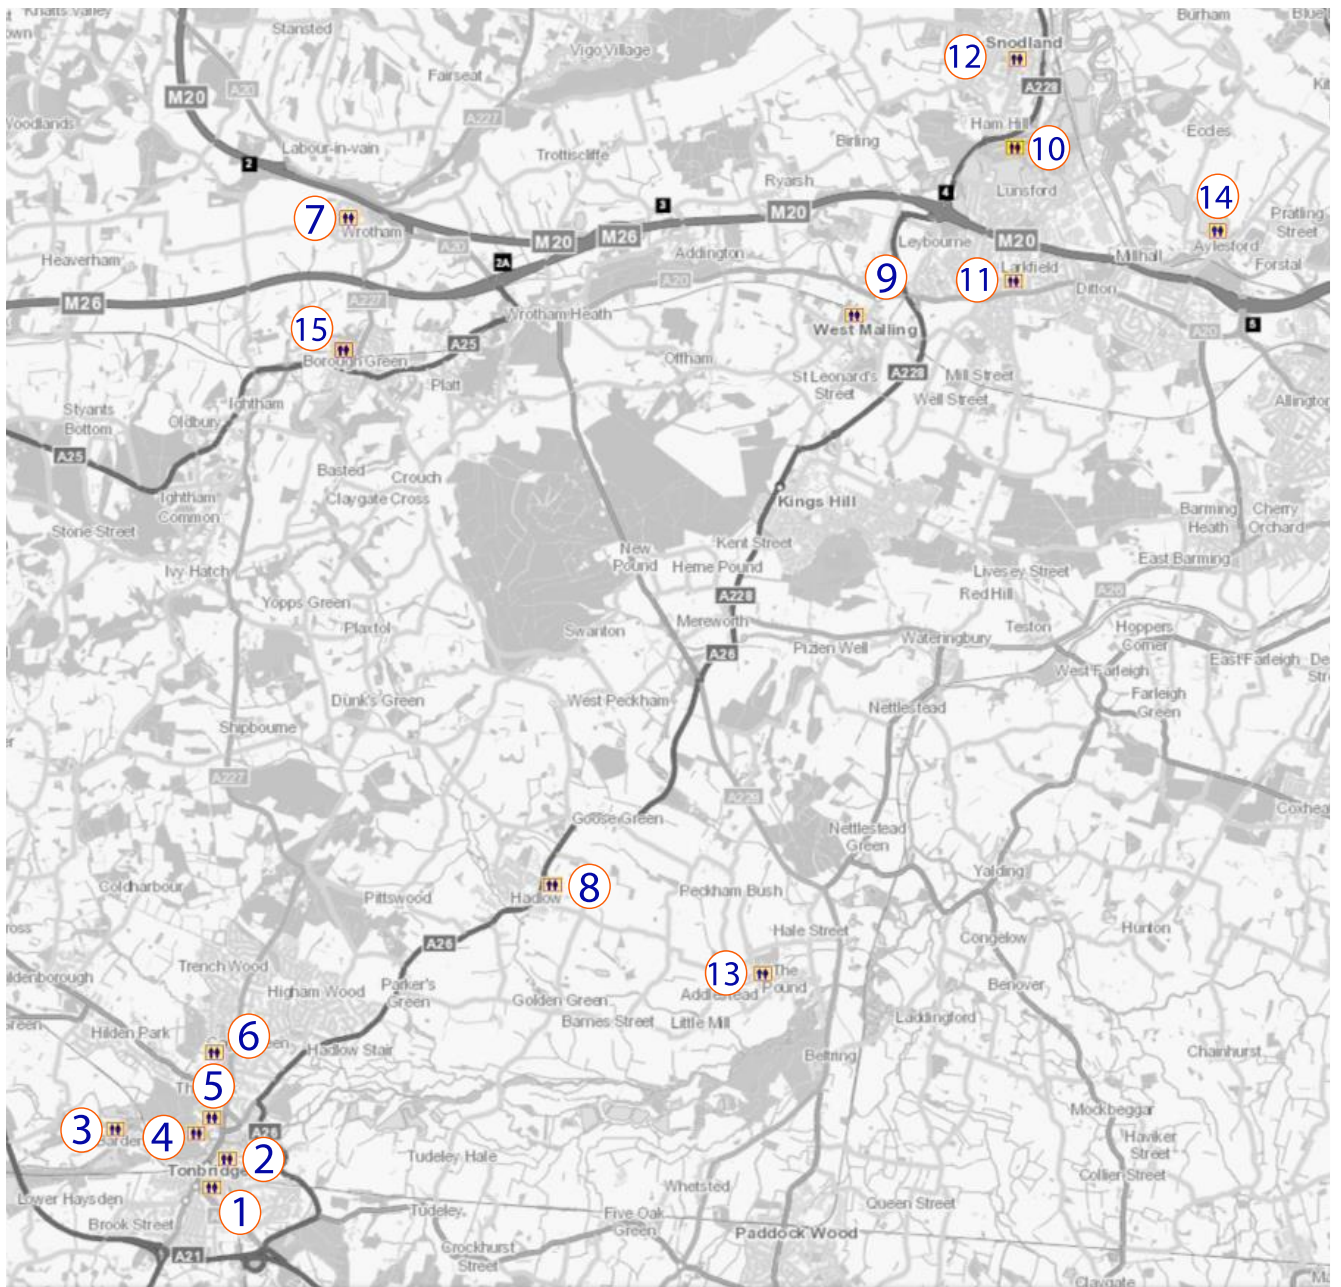 Stansted
Burham
Vigo Village
Snodland
12
Fairseat
A20
M20
A228
Woodlands
A227
Ham Hill
Eccles
Labour-in-vain
Birling
10
2
Trottiscliffe
Ryarsh
Lunsford
4
14
3
M20
7
Wrotham
M20
M26
Pratling
Street
Leybourne
M20
Aylesford
A20
Addington
Millhall
Forstal
Heaverham
2A
9
11
Larkfield
A20
Ditton
M26
A227
Wrotham Heath
15
West Malling
A20
5
A25
Borough Green
Offham
A228
Platt
St Leonard's
Street
Mill Street
Well Street
Allington
Styants
Bottom
Oldbury
Ightham
A25
Basted
Crouch
Claygate Cross
Ightham
Common
Kings Hill
Stone Street
Barming
Heath
Cherry
Orchard
Kent Street
New
Pound
Herne Pound
East Barming
Ivy Hatch
Livesey Street
Red Hill
A26
A228
Yopps Green
Plaxtol
Swanton
Mereworth
Teston
Hoppers
Corner
Wateringbury
Pizien Well
A26
East Farleigh
West Farleigh
Dunk's Green
West Peckham
Farleigh
Green
Nettlestead
Shipbourne
A227
A228
Goose Green
Nettlestead
Green
Yalding
Coldharbour
Pittswood
Hadlow
8
Peckham Bush
Hale Street
Hunton
A26
Congelow
Trench Wood
13
The
Pound
Higham Wood
Parker's
Green
Benover
Golden Green
Barnes Street
Little Mill
Laddingford
Hilden Park
6
Hadlow Stair
Beltring
Chainhurst
5
3
4
A26
Mockbeggar
Tonbridge
2
Tudeley Hale
Collier Street
Whetsted
Lower Haysden
1
Queen Street
Brook Street
Tudeley
Five Oak
Green
Paddock Wood
A21
Crockhurst
Street
Claygate